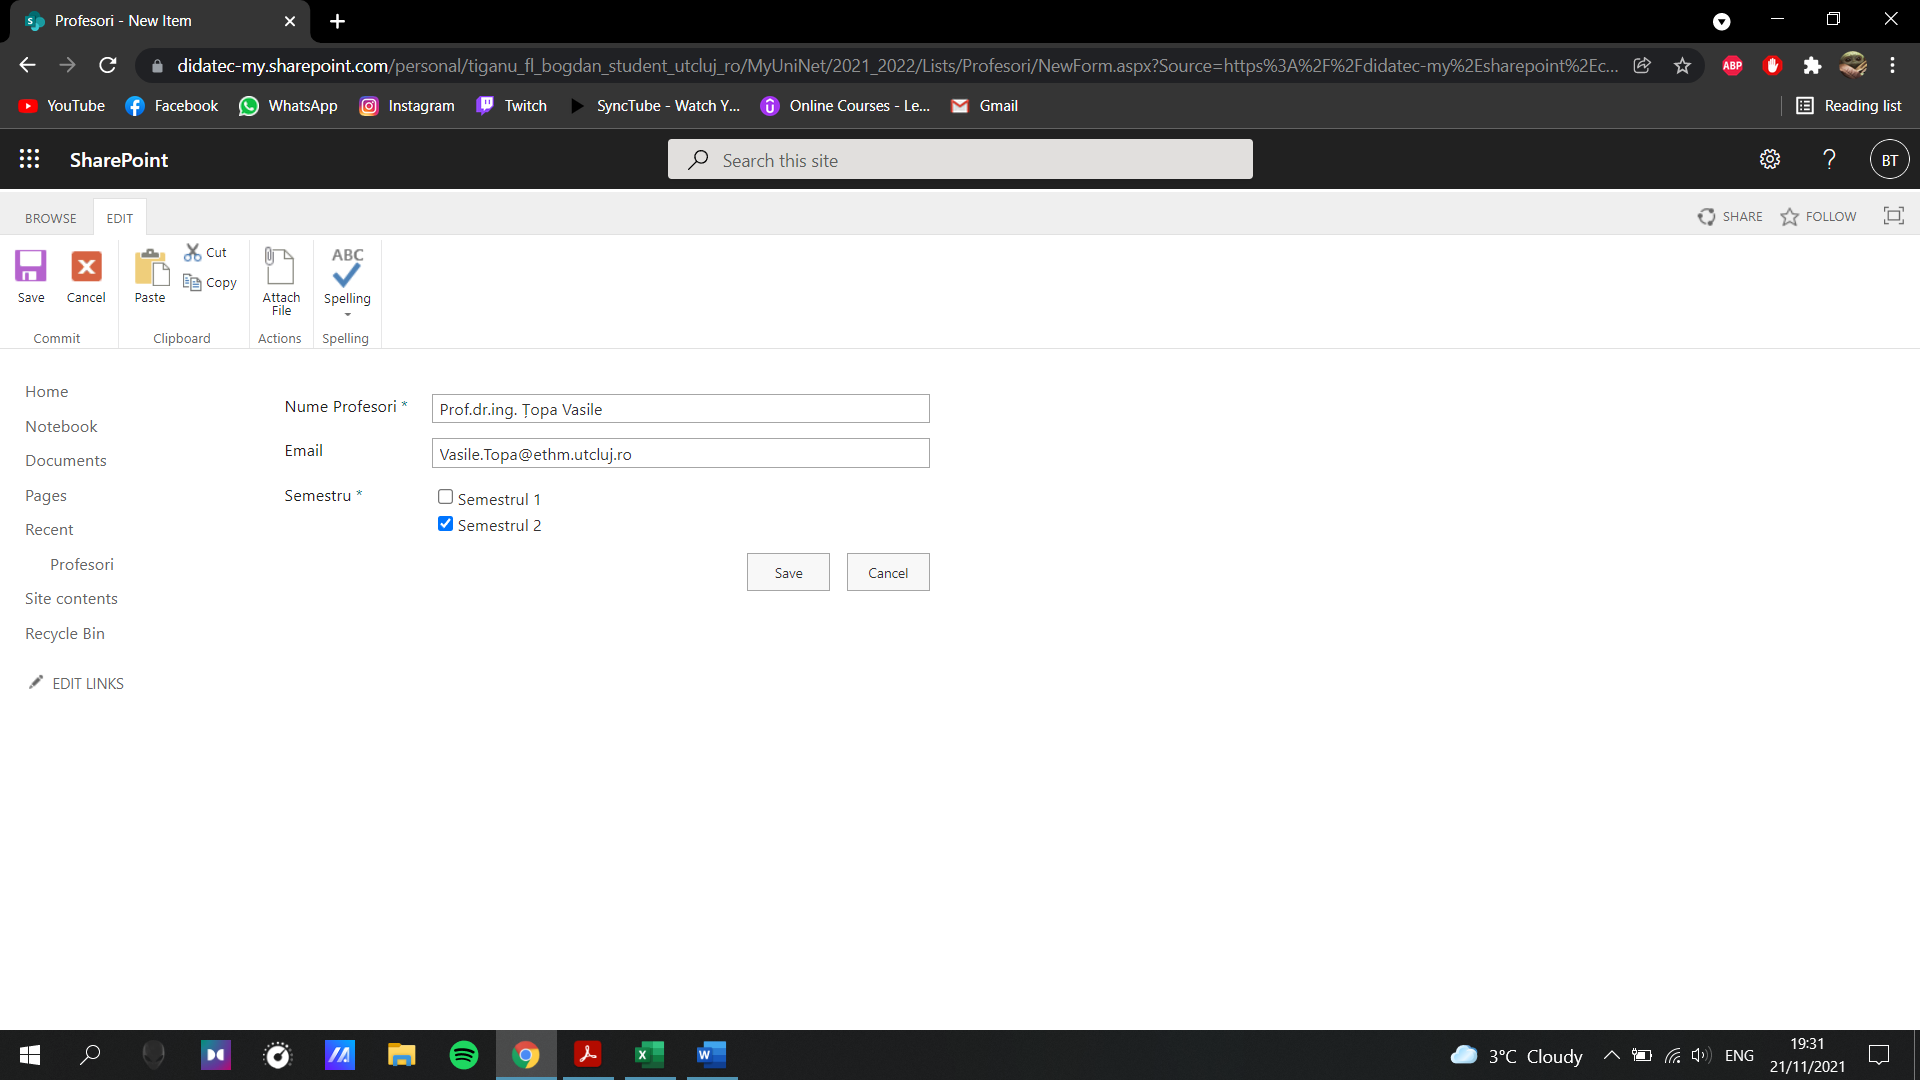 Profesori - New Item
didatec-my.sharepoint.com/personal/tiganu_fl_bogdan_student_utcluj_ro/MyUniNet/2021_2022/Lists/Profesori/NewForm.aspx?Source=https%3A%2F%2Fdidatec-my%2Esharepoint%2Ec...
ABP
YouTube Facebook WhatsApp Instagram Twitch SyncTube - Watch Y... Online Courses - Le... Gmail Reading list
SharePoint Search this site ? BT
BROWSE EDIT SHARE FOLLOW
Save Cancel Paste Cut Copy Attach File ABC Spelling
Commit Clipboard Actions Spelling
Home
Notebook
Documents
Pages
Recent
Profesori
Site contents
Recycle Bin
EDIT LINKS
Nume Profesori * Prof.dr.ing. Țopa Vasile
Email Vasile.Topa@ethm.utcluj.ro
Semestru * Semestrul 1
Semestrul 2
Save Cancel
3°C Cloudy ENG 19:31
21/11/2021